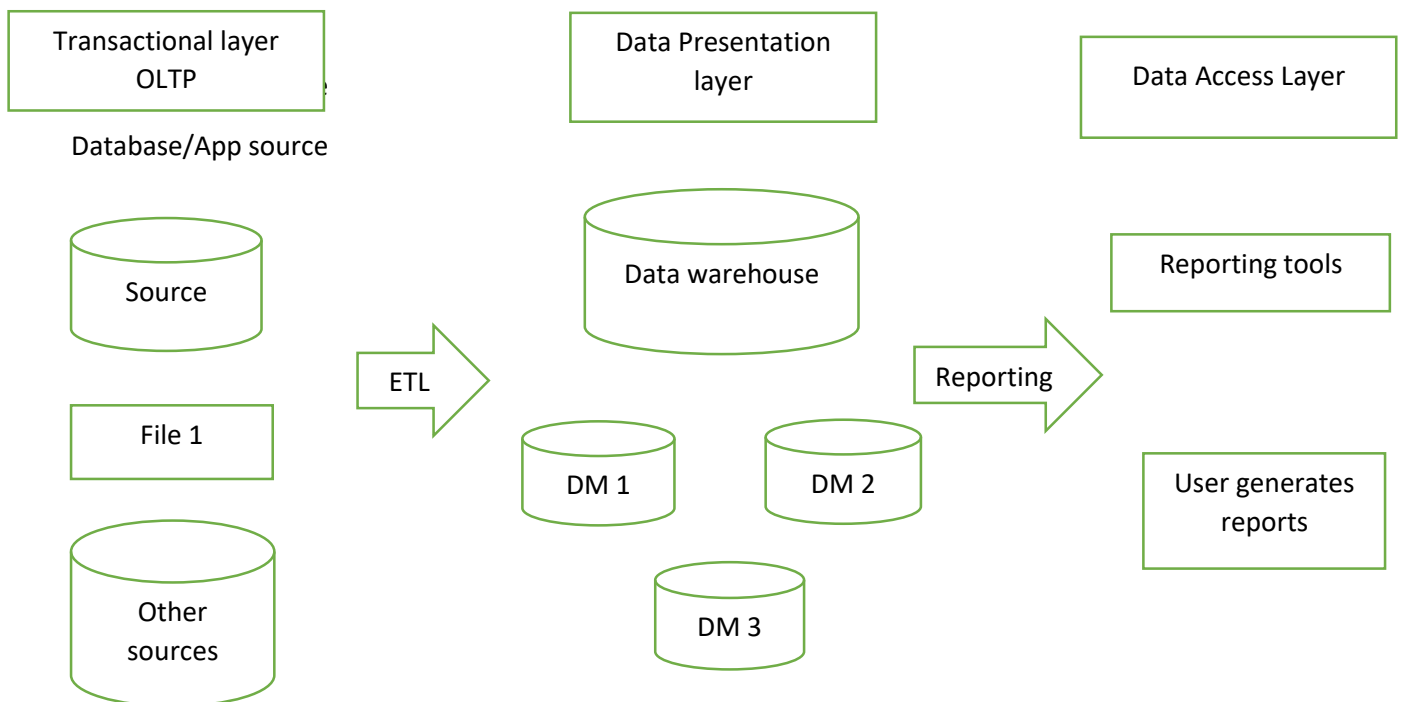 Transactional layer
OLTP
Database/App source
Source
File 1
Other
sources
ETL
Data Presentation
layer
Data warehouse
DM 1
DM 2
DM 3
Reporting
Data Access Layer
Reporting tools
User generates
reports